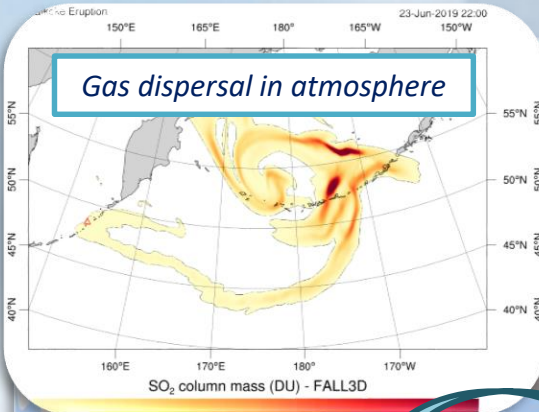 Eruption
23-Jun-2019 22:00
150°E 165°E 180° 165°W 150°W
Gas dispersal in atmosphere
55°N 55°N
50°N 50°N
45°N 45°N
40°N 40°N
160°E 170°E 180° 170°W
SO₂ column mass (DU) - FALL3D